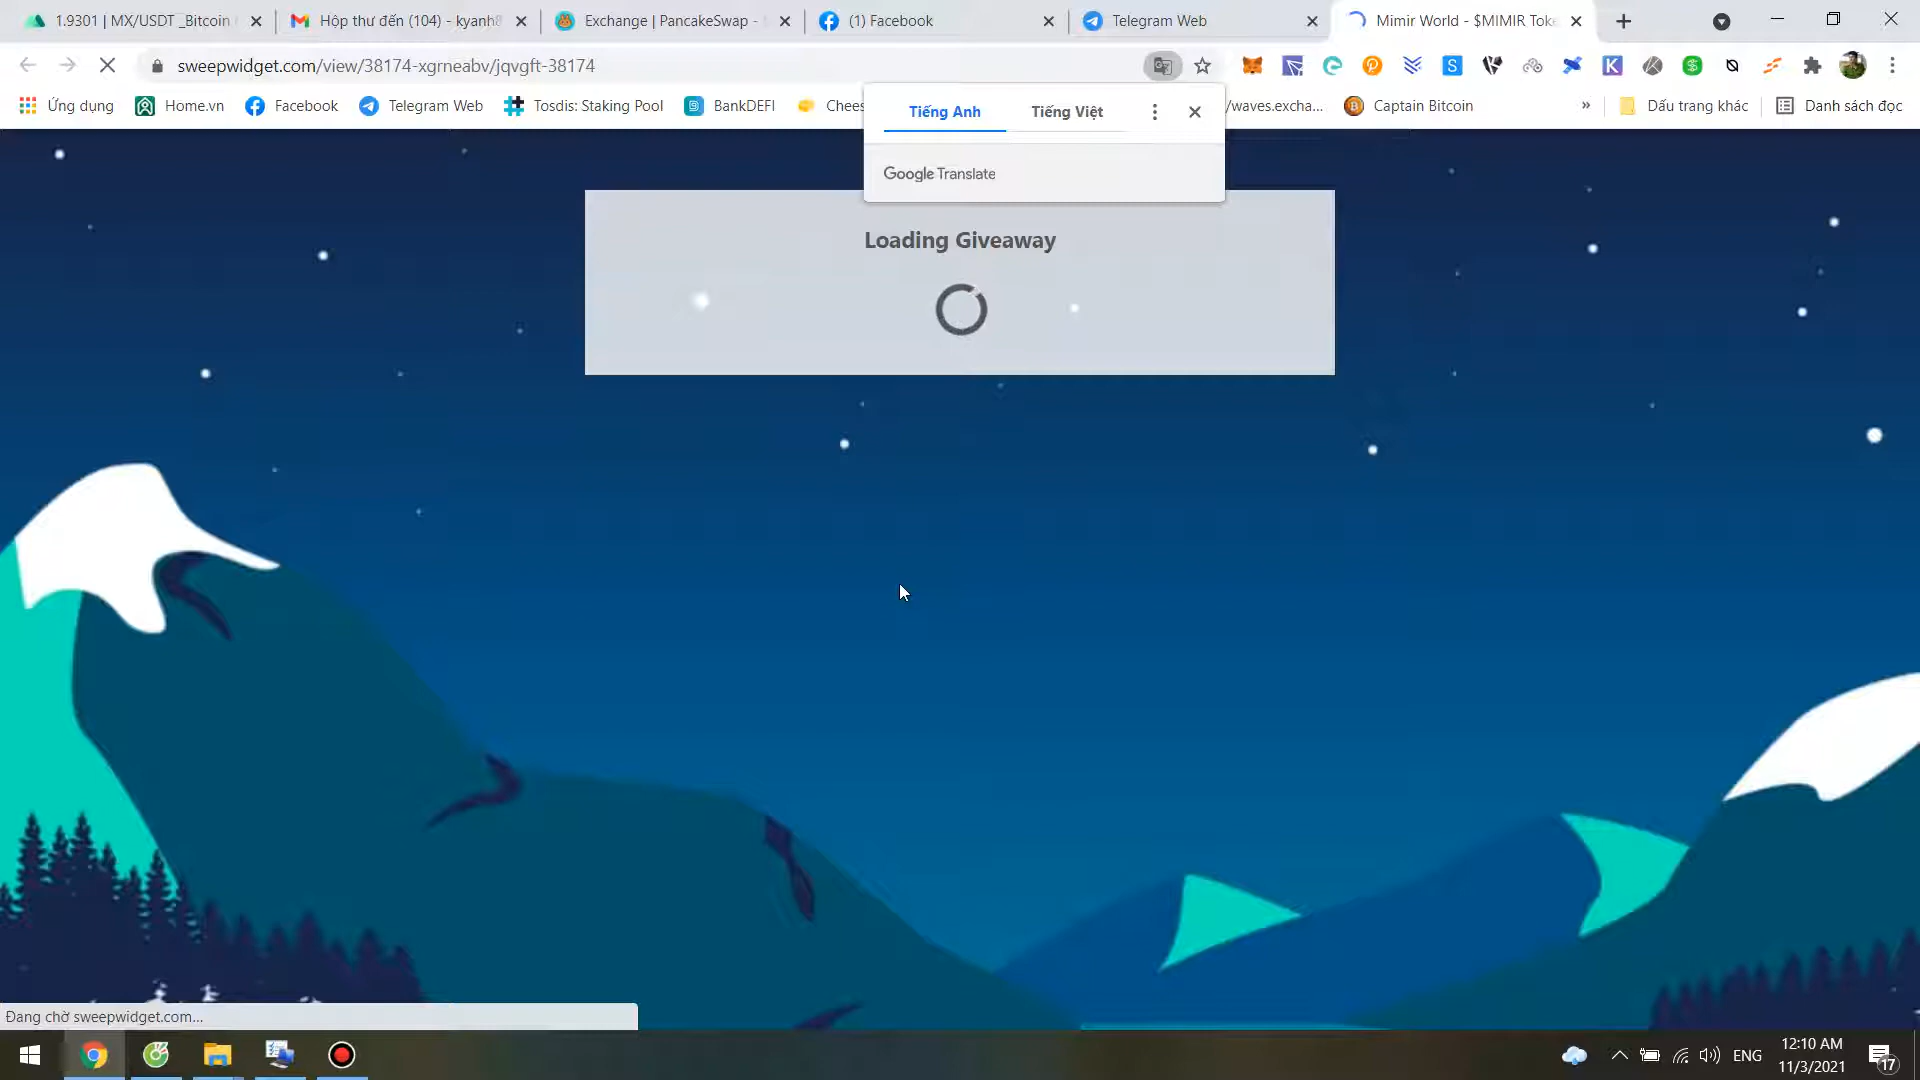 1.9301 | MX/USDT _Bitcoin
Hộp thư đến (104) - kyanh8
Exchange | PancakeSwap -
(1) Facebook
Telegram Web
Mimir World - $MIMIR Toke
sweepwidget.com/view/38174-xgrneabv/jqvgft-38174
Ứng dụng
Home.vn
Facebook
Telegram Web
Tosdis: Staking Pool
BankDEFI
Chees
/waves.excha...
Captain Bitcoin
»
Dấu trang khác
Danh sách đọc
Tiếng Anh
Tiếng Việt
Google Translate
Loading Giveaway
Đang chờ sweepwidget.com...
ENG
12:10 AM
11/3/2021
17